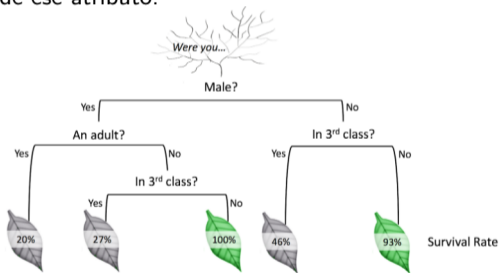 de ese atributo.
Were you...
Male?
Yes
No
An adult?
In 3rd class?
Yes
No
Yes
No
In 3rd class?
Yes
No
20%
27%
100%
46%
93%
Survival Rate